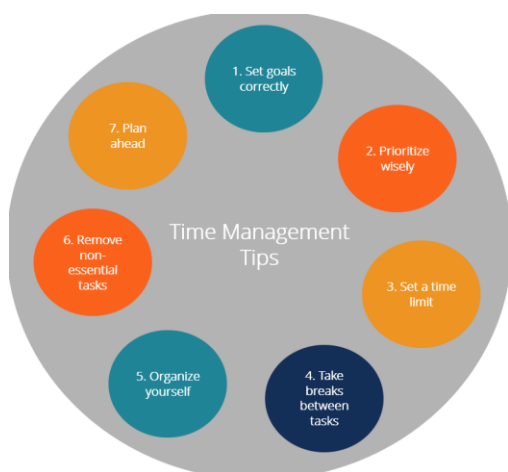 1. Set goals
correctly
2. Prioritize
wisely
3. Set a time
limit
4. Take
breaks
between
tasks
5. Organize
yourself
6. Remove
non-
essential
tasks
7. Plan
ahead
Time Management
Tips